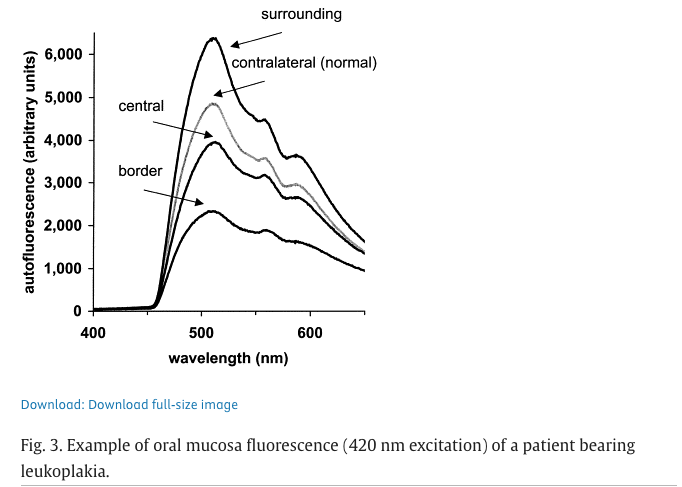 surrounding
6,000
contralateral (normal)
5,000
central
4,000
border
3,000
2,000
1,000
0
autofluorescence (arbitrary units)
400
500
600
wavelength (nm)
Download: Download full-size image
Fig. 3. Example of oral mucosa fluorescence (420 nm excitation) of a patient bearing
leukoplakia.